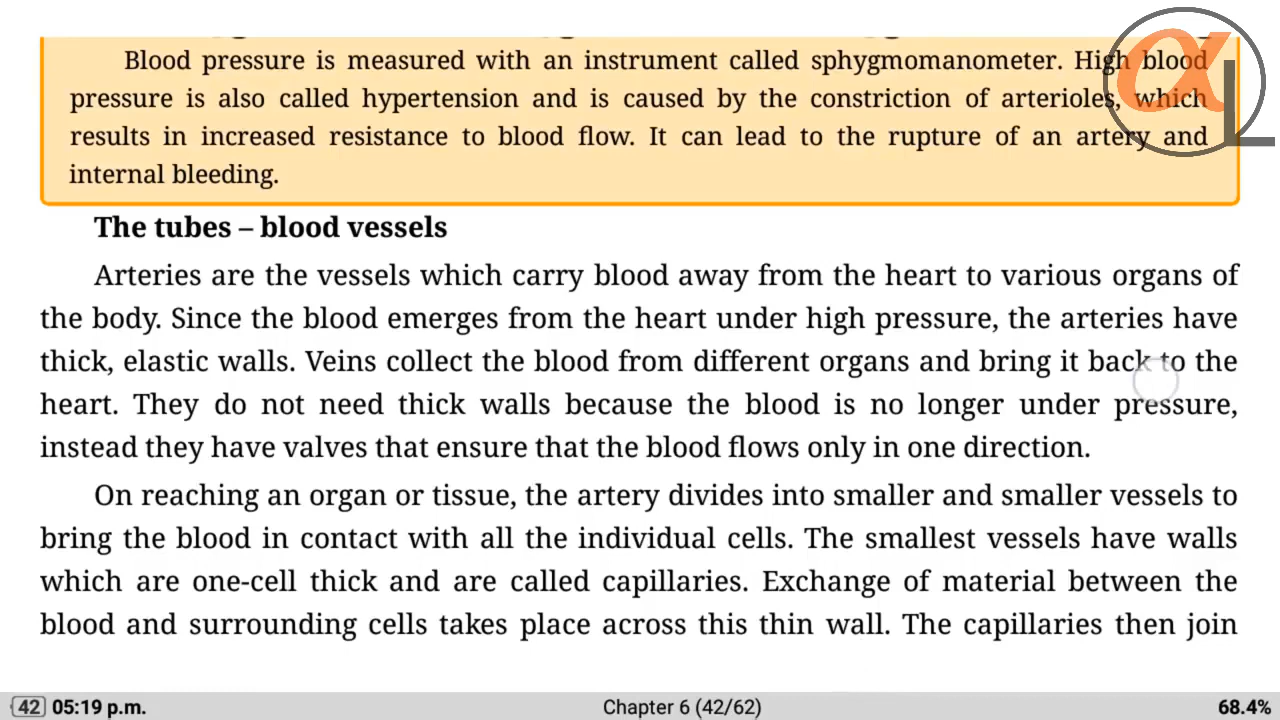 Blood pressure is measured with an instrument called sphygmomanometer. High blood
pressure is also called hypertension and is caused by the constriction of arterioles, which
results in increased resistance to blood flow. It can lead to the rupture of an artery and
internal bleeding.
The tubes – blood vessels
Arteries are the vessels which carry blood away from the heart to various organs of
the body. Since the blood emerges from the heart under high pressure, the arteries have
thick, elastic walls. Veins collect the blood from different organs and bring it back to the
heart. They do not need thick walls because the blood is no longer under pressure,
instead they have valves that ensure that the blood flows only in one direction.
On reaching an organ or tissue, the artery divides into smaller and smaller vessels to
bring the blood in contact with all the individual cells. The smallest vessels have walls
which are one-cell thick and are called capillaries. Exchange of material between the
blood and surrounding cells takes place across this thin wall. The capillaries then join
42 05:19 p.m. Chapter 6 (42/62) 68.4%